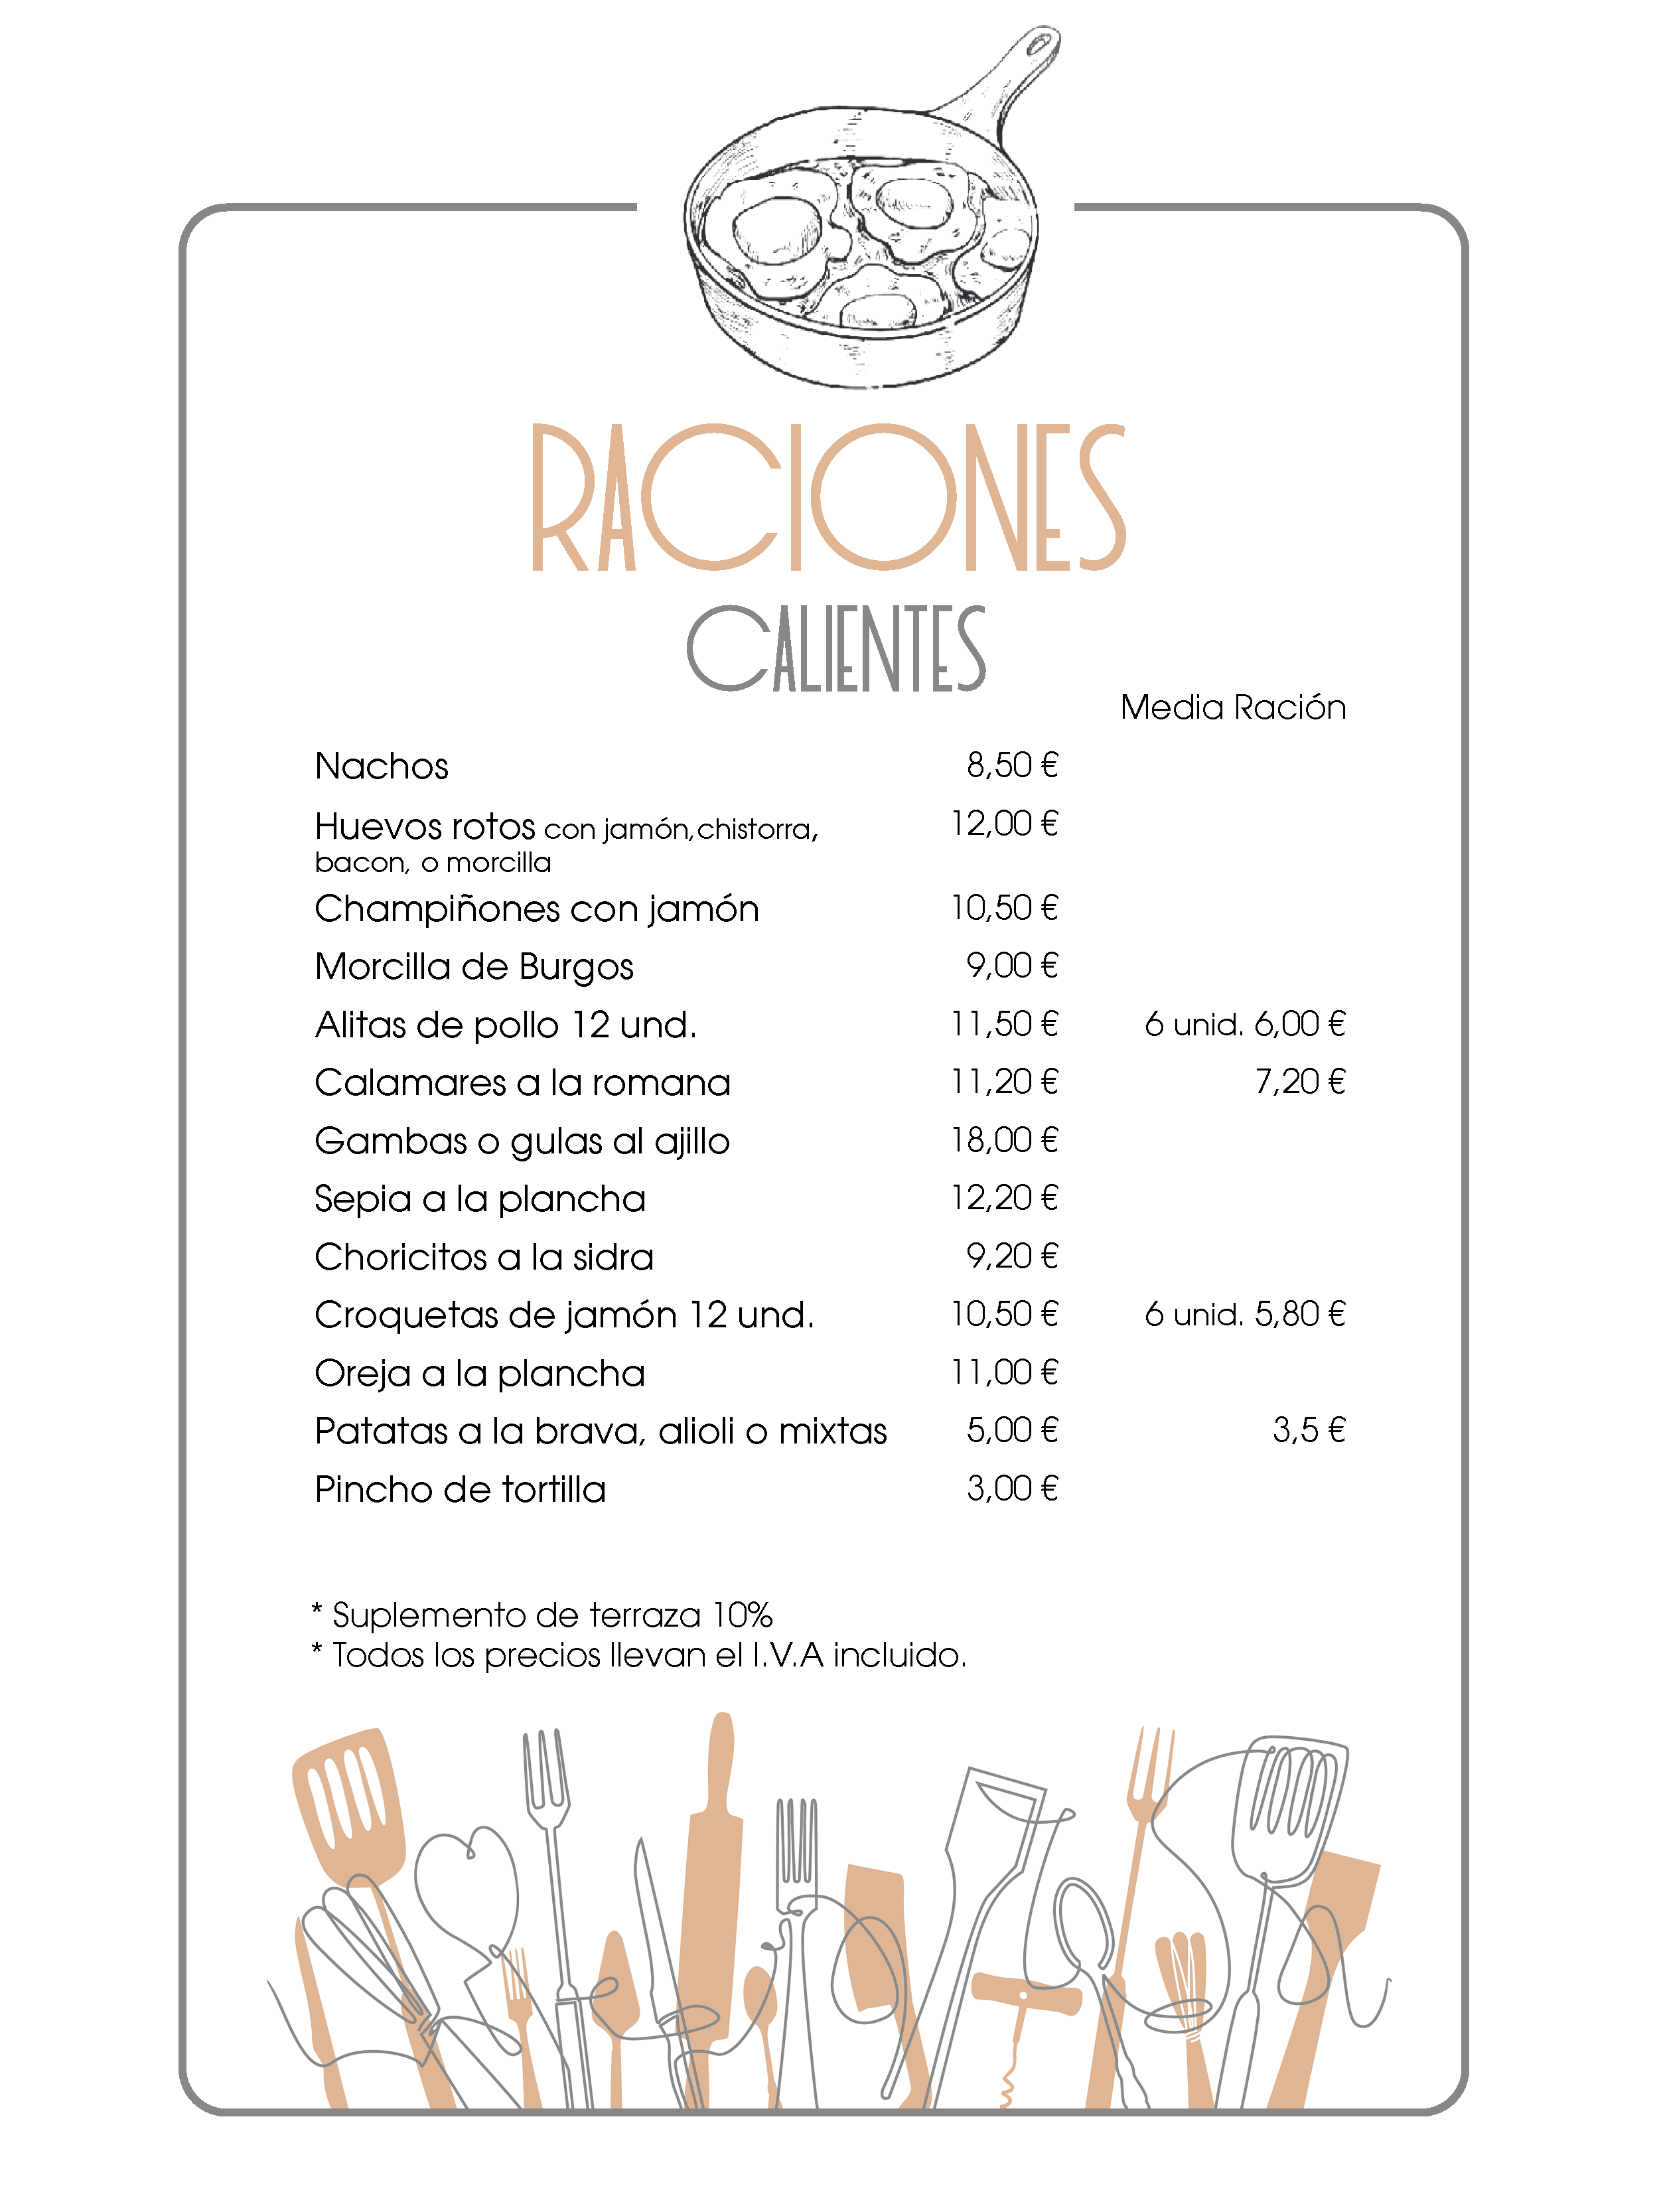 RACIONES
CALIENTES
Media Ración
Nachos 8,50 €
Huevos rotos con jamón, chistorra, 12,00 €
bacon, o morcilla
Champiñones con jamón 10,50 €
Morcilla de Burgos 9,00 €
Alitas de pollo 12 und. 11,50 € 6 unid. 6,00 €
Calamares a la romana 11,20 € 7,20 €
Gambas o gulas al ajillo 18,00 €
Sepia a la plancha 12,20 €
Choricitos a la sidra 9,20 €
Croquetas de jamón 12 und. 10,50 € 6 unid. 5,80 €
Oreja a la plancha 11,00 €
Patatas a la brava, alioli o mixtas 5,00 € 3,5 €
Pincho de tortilla 3,00 €
* Suplemento de terraza 10%
* Todos los precios llevan el I.V.A incluido.